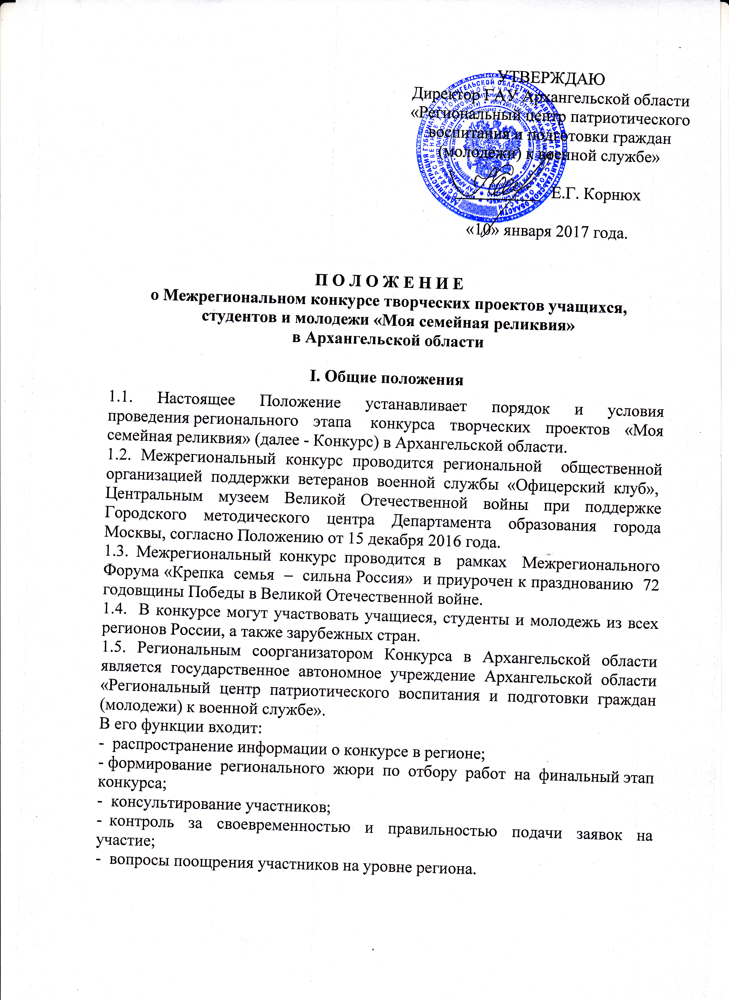 УТВЕРЖДАЮ
Директор ГАУ Архангельской области
«Региональный центр патриотического
воспитания и подготовки граждан
(молодежи) к военной службе»
Е.Г. Корнюх
«10» января 2017 года.
П О Л О Ж Е Н И Е
о Межрегиональном конкурсе творческих проектов учащихся,
студентов и молодежи «Моя семейная реликвия»
в Архангельской области
I. Общие положения
1.1. Настоящее Положение устанавливает порядок и условия
проведения регионального этапа конкурса творческих проектов «Моя
семейная реликвия» (далее - Конкурс) в Архангельской области.
1.2. Межрегиональный конкурс проводится региональной общественной
организацией поддержки ветеранов военной службы «Офицерский клуб»,
Центральным музеем Великой Отечественной войны при поддержке
Городского методического центра Департамента образования города
Москвы, согласно Положению от 15 декабря 2016 года.
1.3. Межрегиональный конкурс проводится в рамках Межрегионального
Форума «Крепка семья – сильна Россия» и приурочен к празднованию 72
годовщины Победы в Великой Отечественной войне.
1.4. В конкурсе могут участвовать учащиеся, студенты и молодежь из всех
регионов России, а также зарубежных стран.
1.5. Региональным соорганизатором Конкурса в Архангельской области
является государственное автономное учреждение Архангельской области
«Региональный центр патриотического воспитания и подготовки граждан
(молодежи) к военной службе».
В его функции входит:
- распространение информации о конкурсе в регионе;
- формирование регионального жюри по отбору работ на финальный этап
конкурса;
- консультирование участников;
- контроль за своевременностью и правильностью подачи заявок на
участие;
- вопросы поощрения участников на уровне региона.